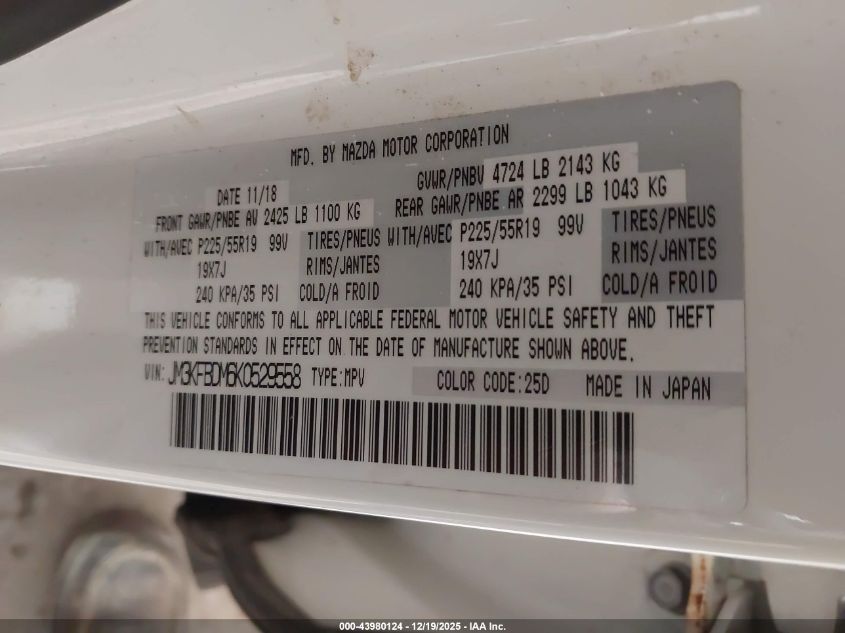 MFD. BY MAZDA MOTOR CORPORATION
DATE 11/18 GVWR/PNBV 4724 LB 2143 KG
FRONT GAWR/PNBE AV 2425 LB 1100 KG REAR GAWR/PNBE AR 2299 LB 1043 KG
WITH/AVEC P225/55R19 99V TIRES/PNEUS WITH/AVEC P225/55R19 99V TIRES/PNEUS
19X7J RIMS/JANTES 19X7J RIMS/JANTES
240 KPA/35 PSI COLD/A FROID 240 KPA/35 PSI COLD/A FROID
THIS VEHICLE CONFORMS TO ALL APPLICABLE FEDERAL MOTOR VEHICLE SAFETY AND THEFT
PREVENTION STANDARDS IN EFFECT ON THE DATE OF MANUFACTURE SHOWN ABOVE.
VIN: JM3KFBDM6K0529558 TYPE:MPV COLOR CODE:25D MADE IN JAPAN
000-43980124 - 12/19/2025 - IAA Inc.